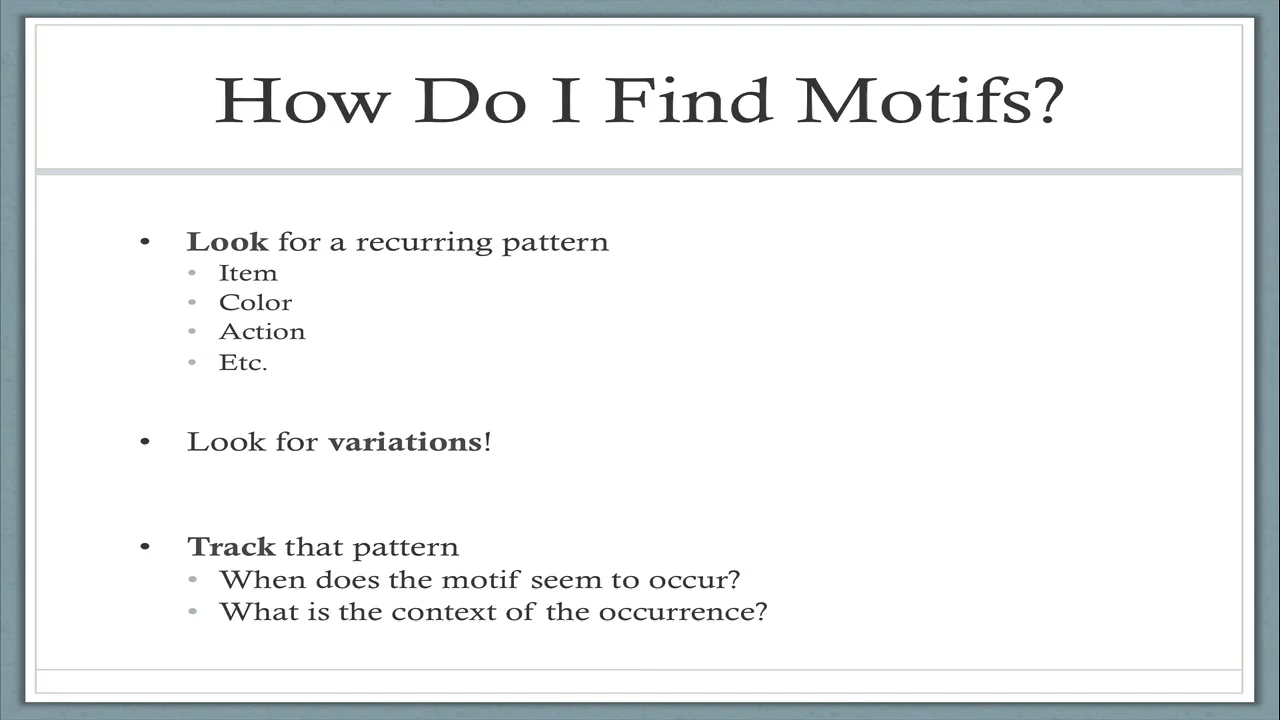 How Do I Find Motifs?
• Look for a recurring pattern
• Item
• Color
• Action
• Etc.
• Look for variations!
• Track that pattern
• When does the motif seem to occur?
• What is the context of the occurrence?